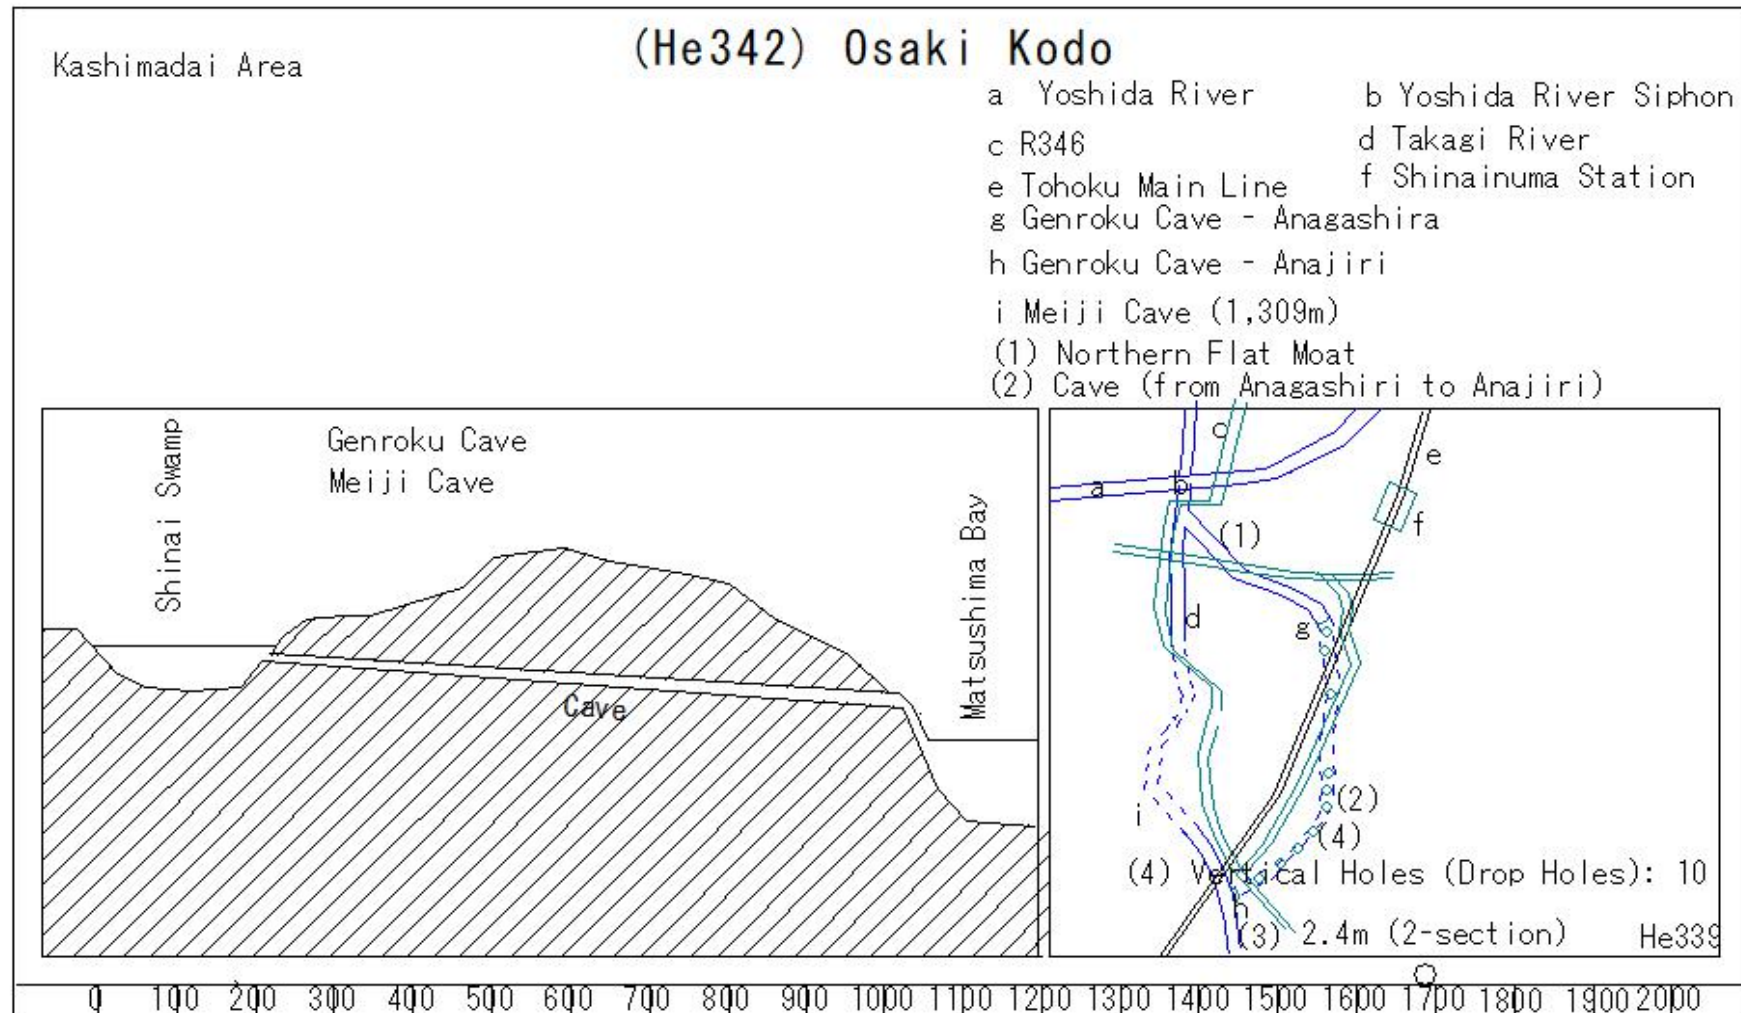 (He342) Osaki Kodo
Kashimadai Area
a Yoshida River
b Yoshida River Siphon
c R346
d Takagi River
e Tohoku Main Line
f Shinainuma Station
g Genroku Cave - Anagashira
h Genroku Cave - Anajiri
i Meiji Cave (1,309m)
(1) Northern Flat Moat
(2) Cave (from Anagashiri to Anajiri)
Shinai Swamp
Genroku Cave
Meiji Cave
Matsushima Bay
Cave
c
e
a
b
f
(1)
d
g
(2)
i
(4)
(4) Vertical Holes (Drop Holes): 10
h
(3) 2.4m (2-section)
He339
0 100 200 300 400 500 600 700 800 900 1000 1100 1200 1300 1400 1500 1600 1700 1800 1900 2000